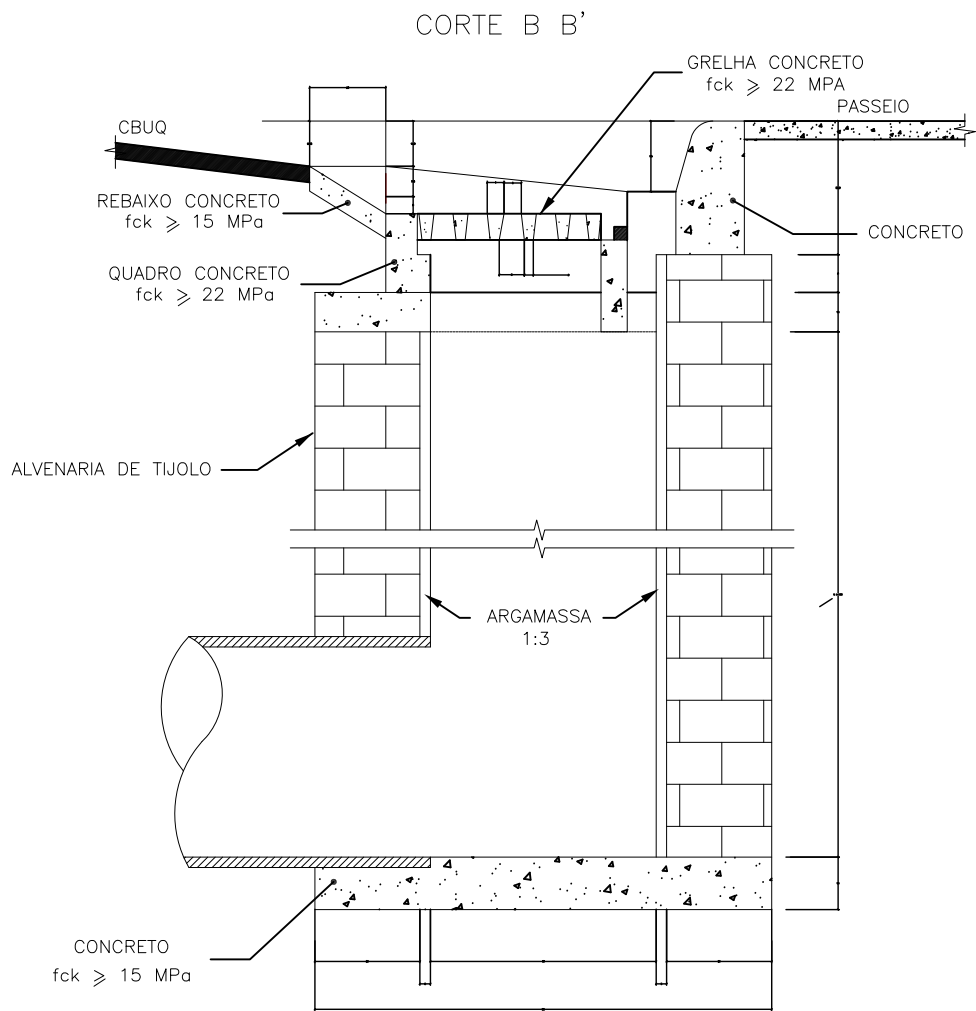 CORTE B B'
GRELHA CONCRETO
fck ⩾ 22 MPA
PASSEIO
CBUQ
REBAIXO CONCRETO
fck ⩾ 15 MPa
CONCRETO
QUADRO CONCRETO
fck ⩾ 22 MPa
ALVENARIA DE TIJOLO
ARGAMASSA
1:3
CONCRETO
fck ⩾ 15 MPa